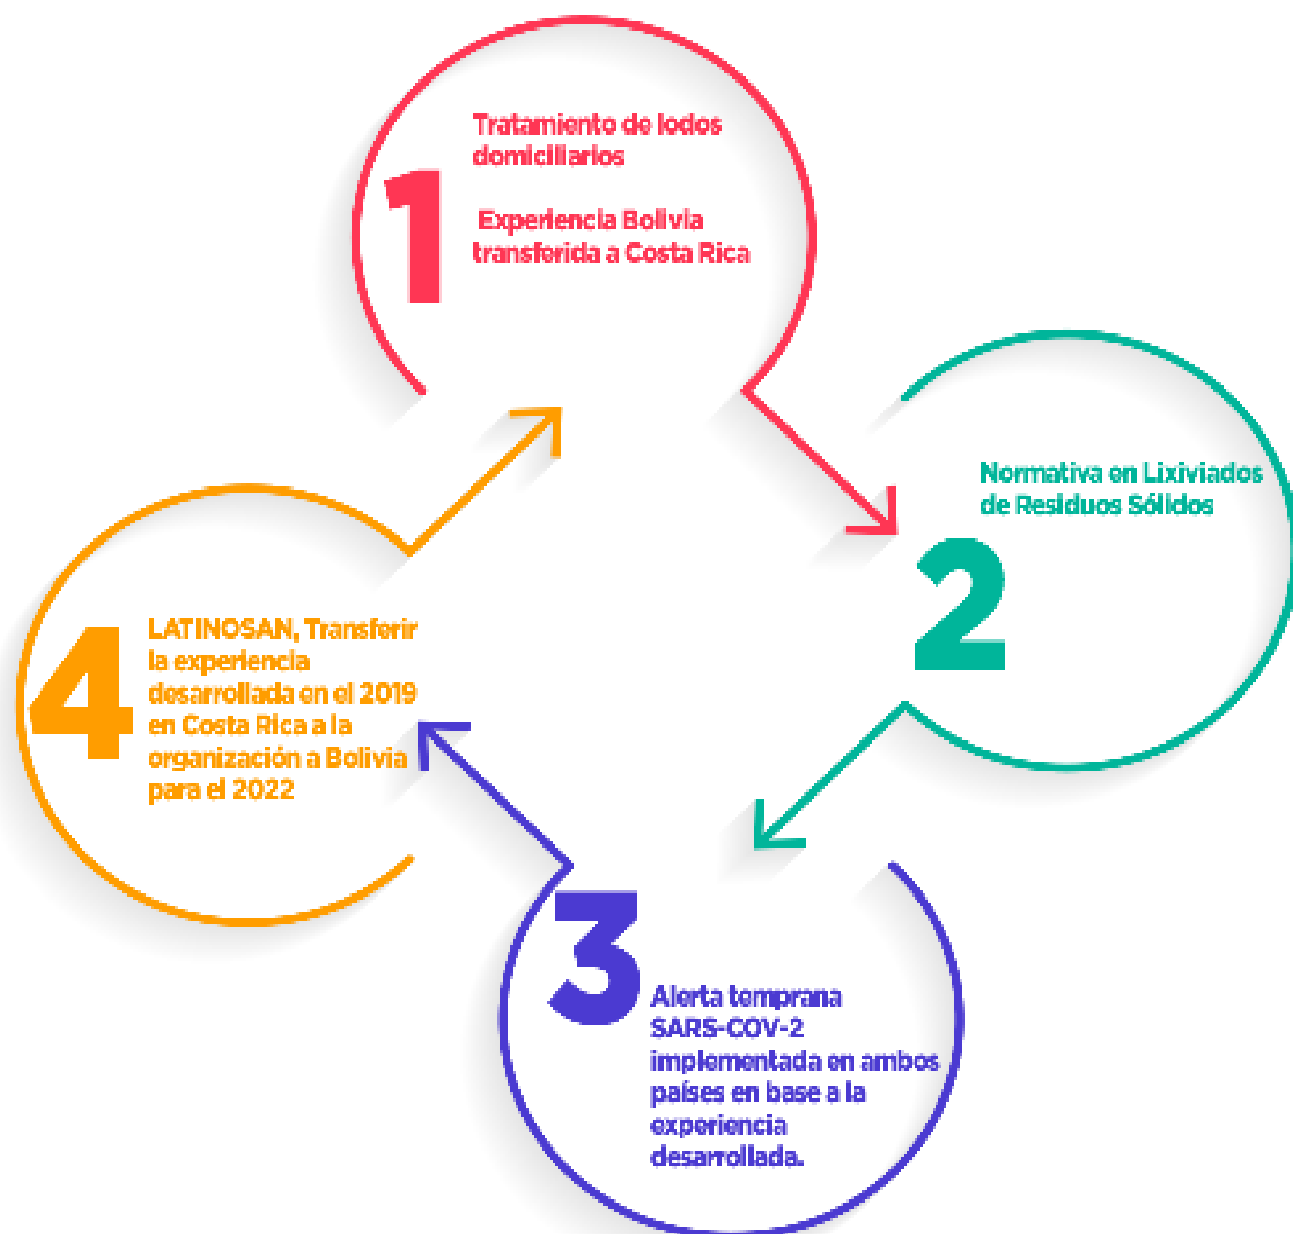 1
Tratamiento de lodos
domiciliarios
Experiencia Bolivia
transferida a Costa Rica
2
Normativa en Lixiviados
de Residuos Sólidos
3
Alerta temprana
SARS-COV-2
implementada en ambos
países en base a la
experiencia
desarrollada.
4
LATINOSAN, Transferir
la experiencia
desarrollada en el 2019
en Costa Rica a la
organización a Bolivia
para el 2022